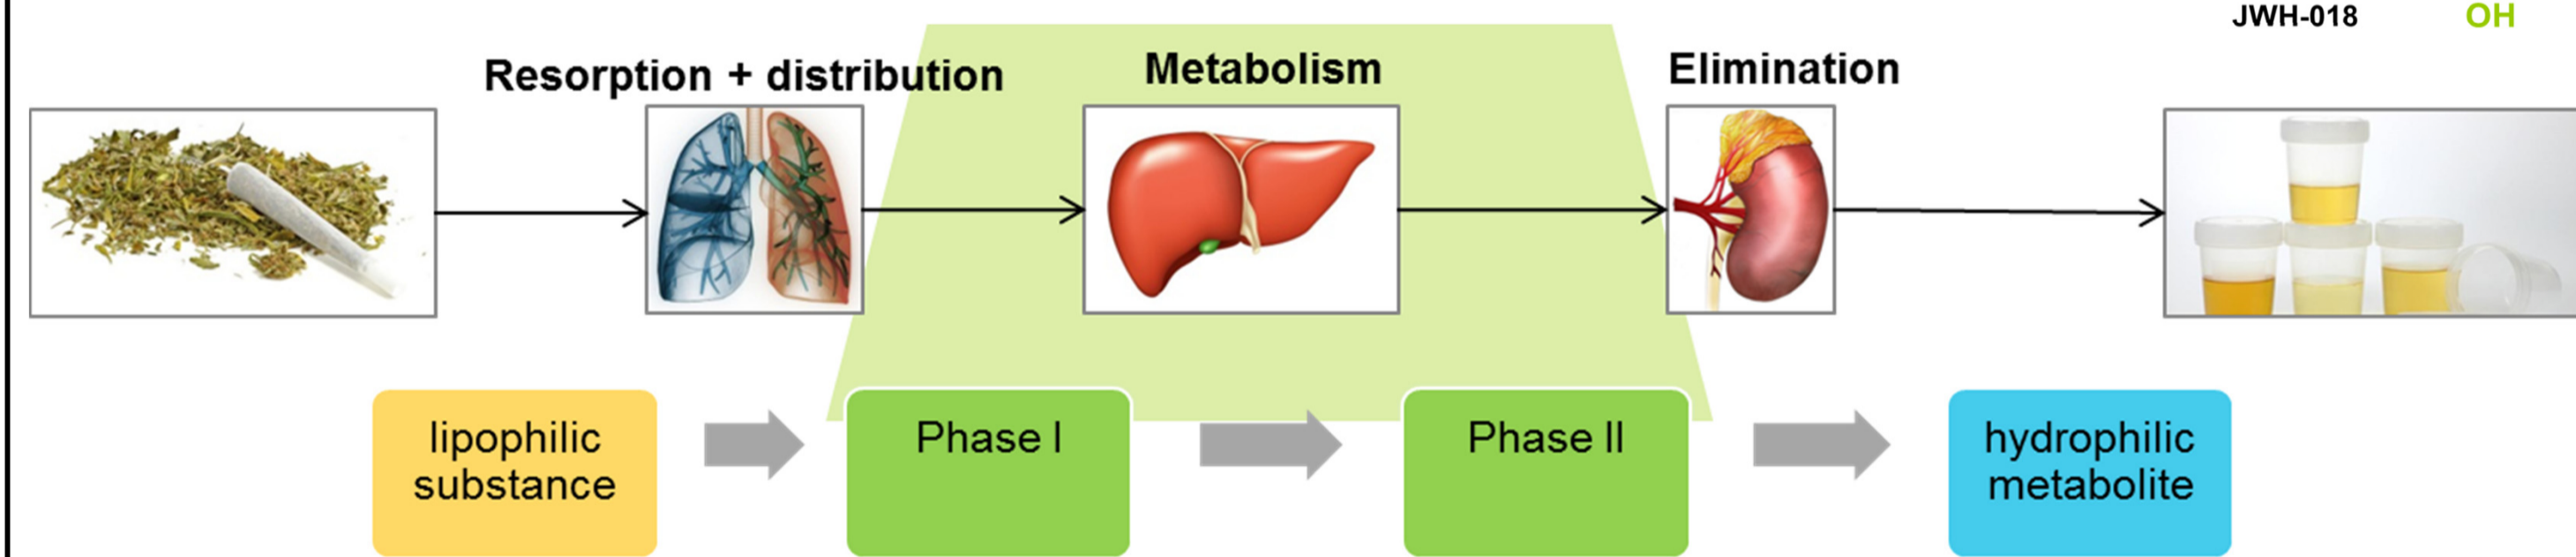 JWH-018 OH
Resorption + distribution Metabolism Elimination
lipophilic
substance
Phase I
Phase II
hydrophilic
metabolite